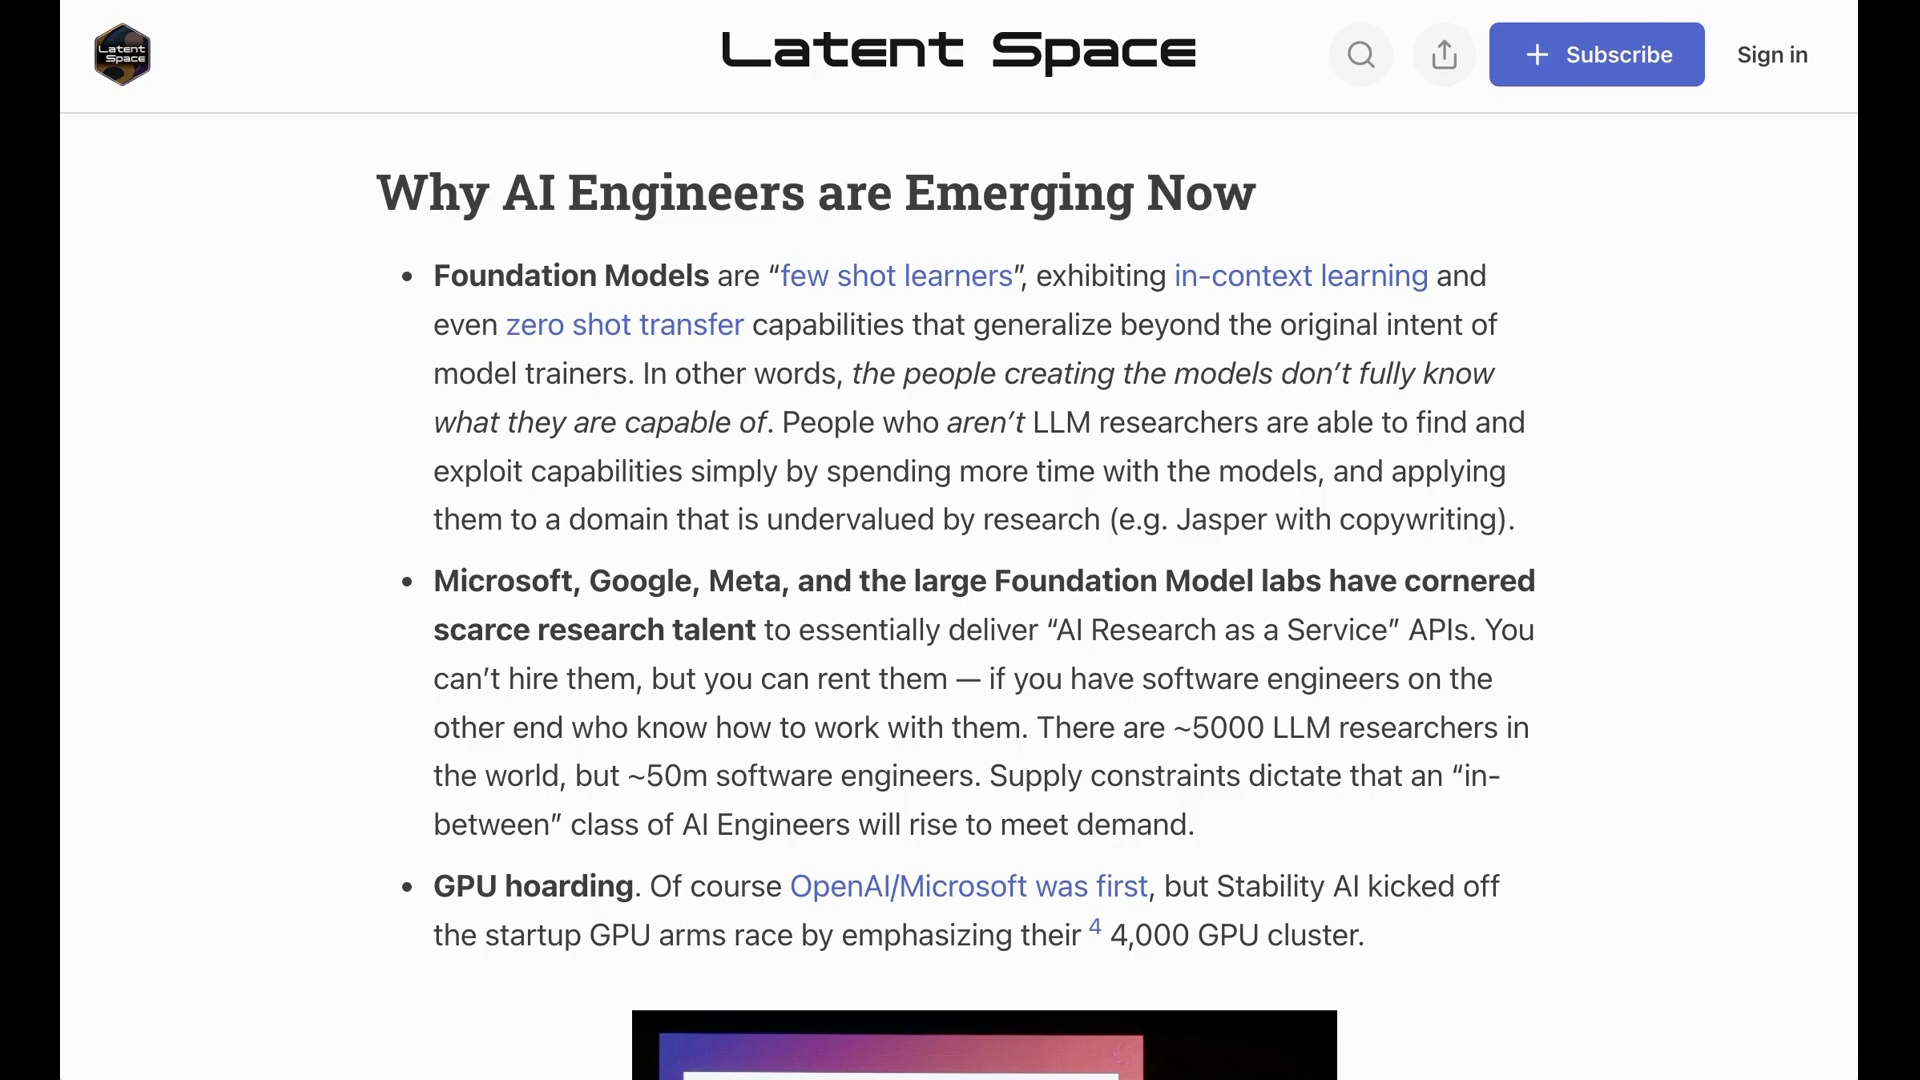 Latent
Space
Latent Space
Subscribe
Sign in
Why AI Engineers are Emerging Now
• Foundation Models are “few shot learners”, exhibiting in-context learning and
even zero shot transfer capabilities that generalize beyond the original intent of
model trainers. In other words, the people creating the models don’t fully know
what they are capable of. People who aren’t LLM researchers are able to find and
exploit capabilities simply by spending more time with the models, and applying
them to a domain that is undervalued by research (e.g. Jasper with copywriting).
• Microsoft, Google, Meta, and the large Foundation Model labs have cornered
scarce research talent to essentially deliver “AI Research as a Service” APIs. You
can’t hire them, but you can rent them — if you have software engineers on the
other end who know how to work with them. There are ~5000 LLM researchers in
the world, but ~50m software engineers. Supply constraints dictate that an “in-
between” class of AI Engineers will rise to meet demand.
• GPU hoarding. Of course OpenAI/Microsoft was first, but Stability AI kicked off
the startup GPU arms race by emphasizing their 4 4,000 GPU cluster.